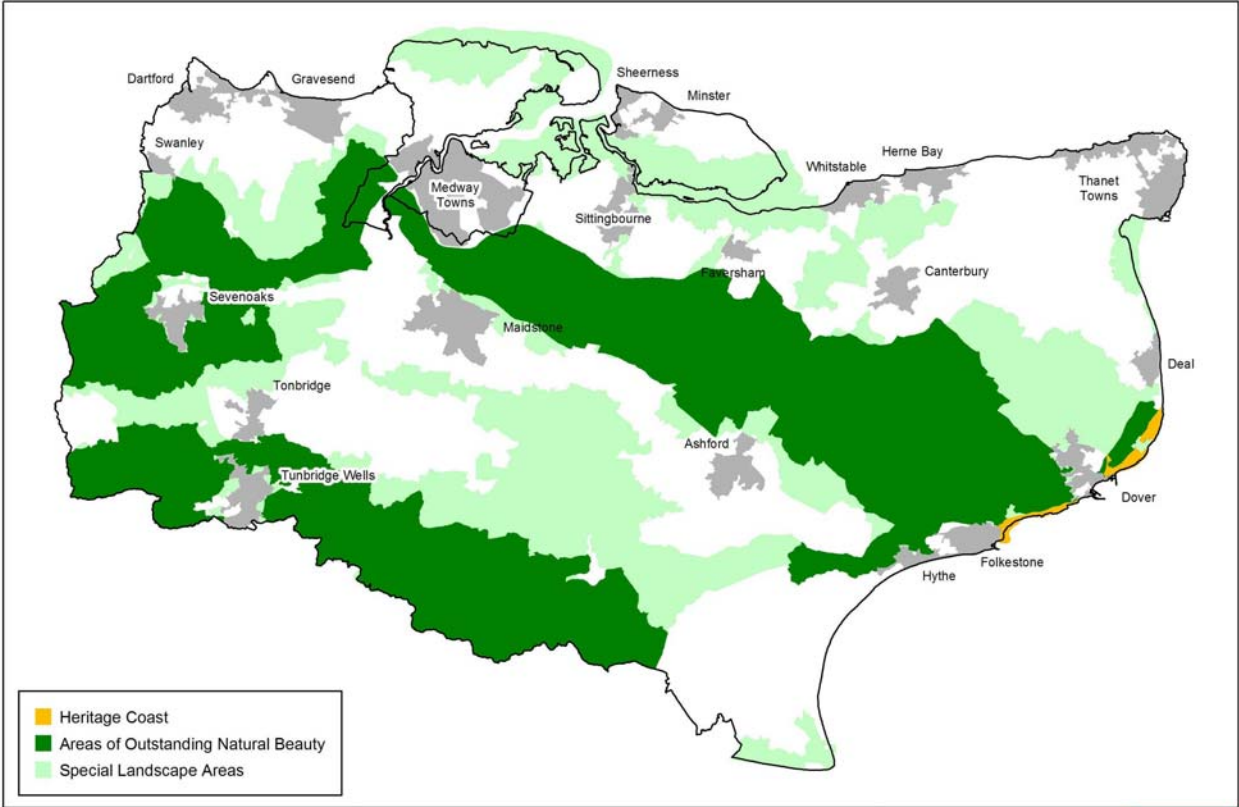 Sheerness
Dartford
Gravesend
Minster
Swanley
Herne Bay
Whitstable
Thanet
Towns
Medway
Towns
Sittingbourne
Faversham
Canterbury
Sevenoaks
Maidstone
Deal
Tonbridge
Ashford
Tunbridge Wells
Dover
Folkestone
Hythe
Heritage Coast
Areas of Outstanding Natural Beauty
Special Landscape Areas